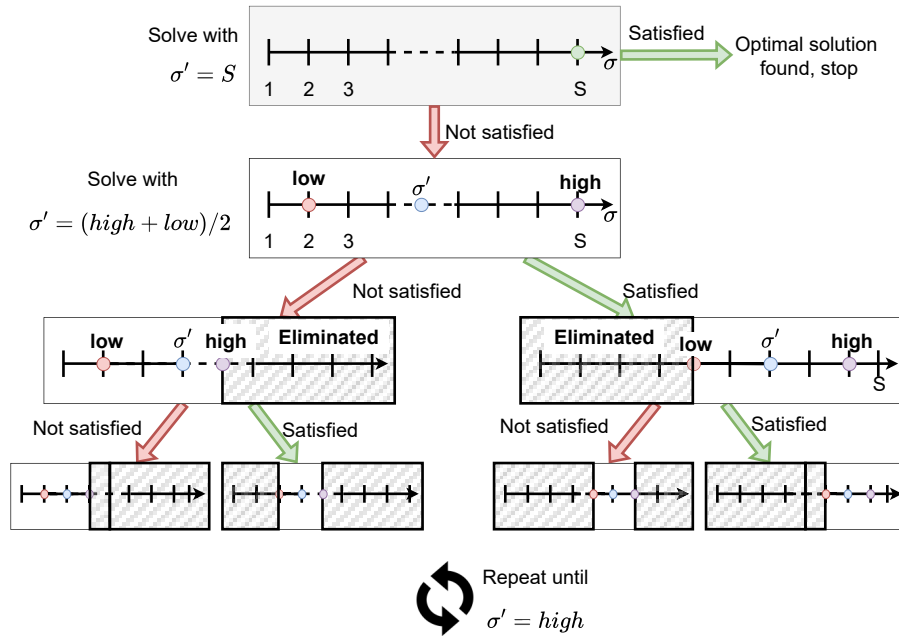 Solve with
σ′ = S
1 2 3 S σ
Satisfied
Optimal solution
found, stop
Not satisfied
Solve with
σ′ = (high + low)/2
low σ′ high
1 2 3 S σ
Not satisfied
Satisfied
low σ′ high Eliminated
Eliminated low σ′ high
S
Not satisfied
Satisfied
Not satisfied
Satisfied
Repeat until
σ′ = high